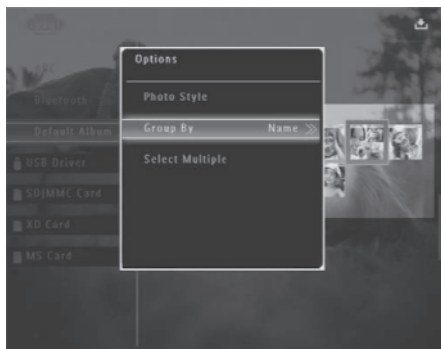 Options
Photo Style
Bluetooth
Default Album
Group By Name
USB Driver
Select Multiple
SD|MMC Card
XD Card
MS Card